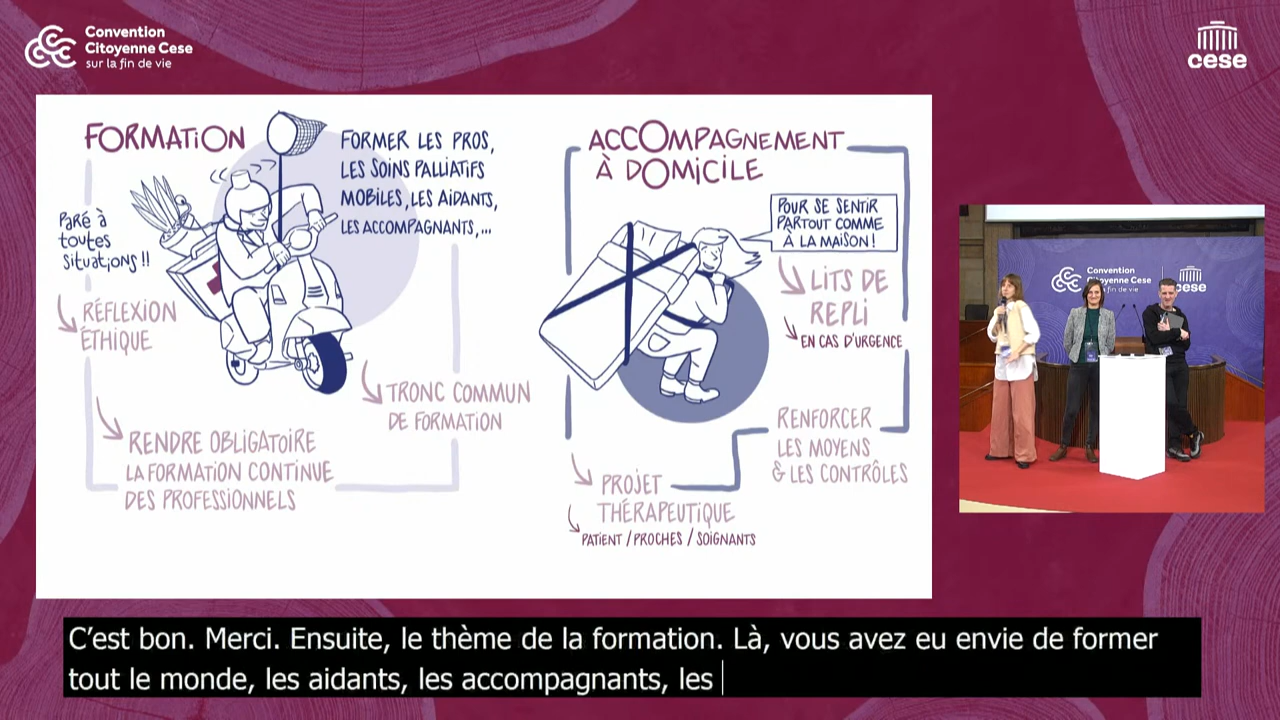 Convention
Citoyenne Cese
sur la fin de vie
cese
FORMATION
FORMER LES PROS,
LES SOINS PALLIATIFS
MOBILES, LES AIDANTS,
LES ACCOMPAGNANTS,...
PARÉ À
TOUTES
SITUATIONS !!
RÉFLEXION
ÉTHIQUE
TRONC COMMUN
DE FORMATION
RENDRE OBLIGATOIRE
LA FORMATION CONTINUE
DES PROFESSIONNELS
ACCOMPAGNEMENT
À DOMICILE
POUR SE SENTIR
PARTOUT COMME
À LA MAISON !
LITS DE
REPLI
EN CAS D'URGENCE
RENFORCER
LES MOYENS
& LES CONTRÔLES
PROJET
THÉRAPEUTIQUE
PATIENT / PROCHES / SOIGNANTS
Convention
Citoyenne Cese
fin de vie
cese
C'est bon. Merci. Ensuite, le thème de la formation. Là, vous avez eu envie de former
tout le monde, les aidants, les accompagnants, les